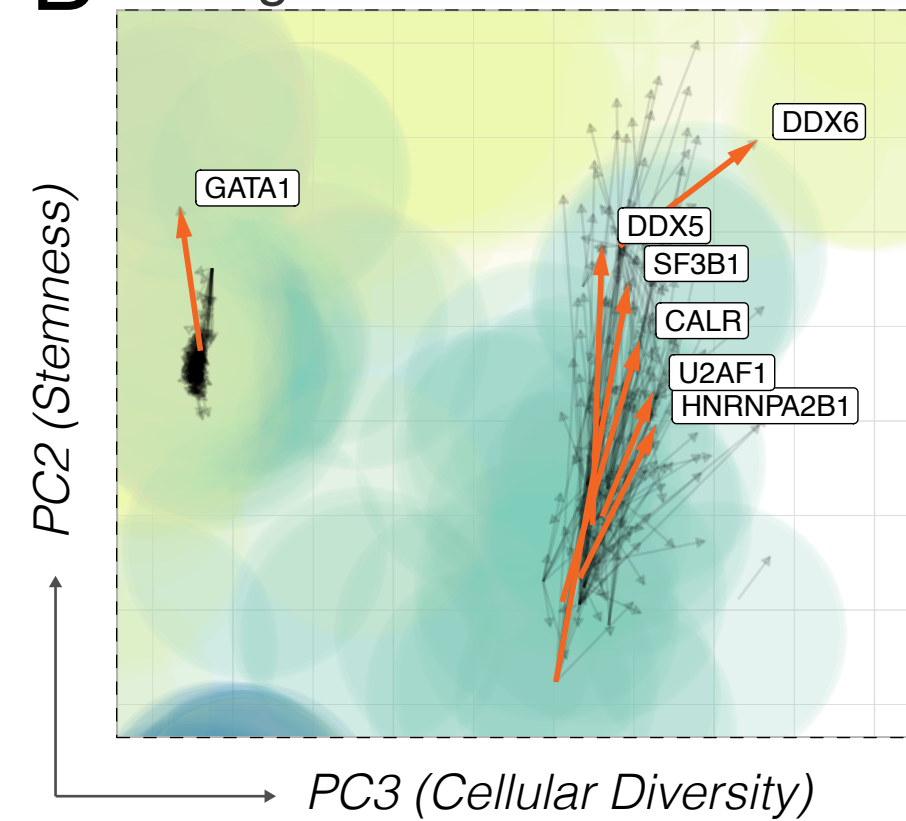 DDX6
GATA1
DDX5
SF3B1
CALR
U2AF1
HNRNPA2B1
PC2 (Stemness)
PC3 (Cellular Diversity)